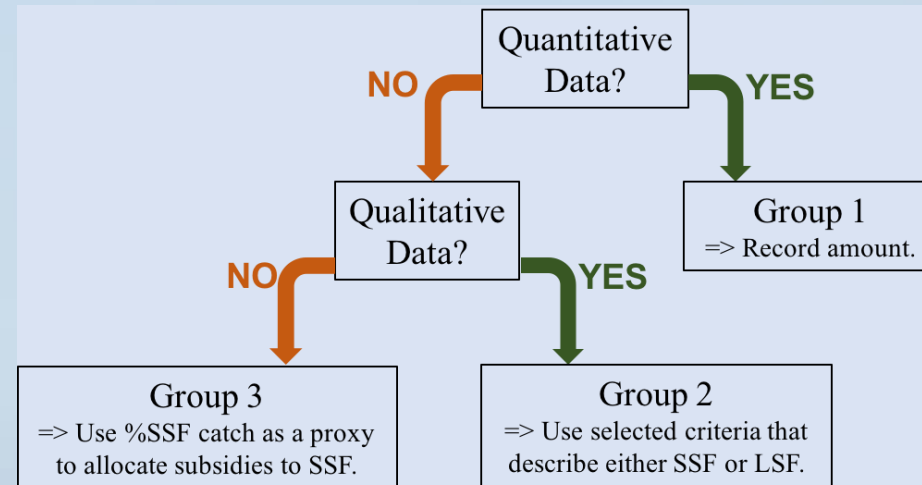 Quantitative
Data?
NO
YES
Qualitative
Data?
Group 1
=> Record amount.
NO
YES
Group 3
=> Use %SSF catch as a proxy
to allocate subsidies to SSF.
Group 2
=> Use selected criteria that
describe either SSF or LSF.